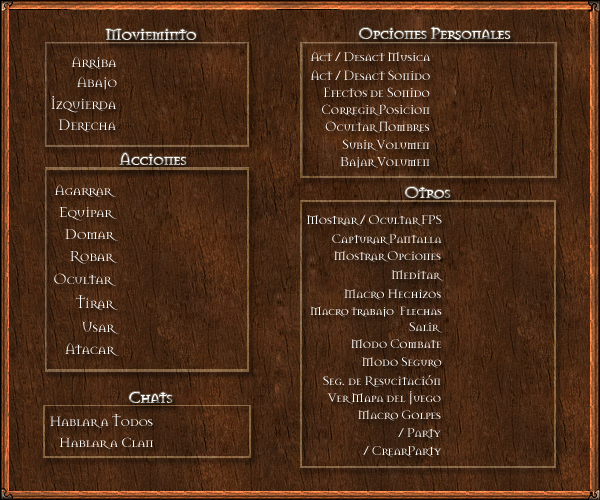 Movieminto
Arriba
Abajo
Izquierda
Derecha
Acciones
Agarrar
Equipar
Domar
Robar
Ocultar
Tirar
Usar
Atacar
Chats
Hablar a Todos
Hablar a Clan
Opciones Personales
Act / Desact Musica
Act / Desact Sonido
Efectos de Sonido
Corregir Posicion
Ocultar Nombres
Subir Volumen
Bajar Volumen
Otros
Mostrar / Ocultar FPS
Capturar Pantalla
Mostrar Opciones
Meditar
Macro Hechizos
Macro trabajo Flechas
Salir
Modo Combate
Modo Seguro
Seg. de Resucitación
Ver Mapa del Juego
Macro Golpes
/ Party
/ CrearParty